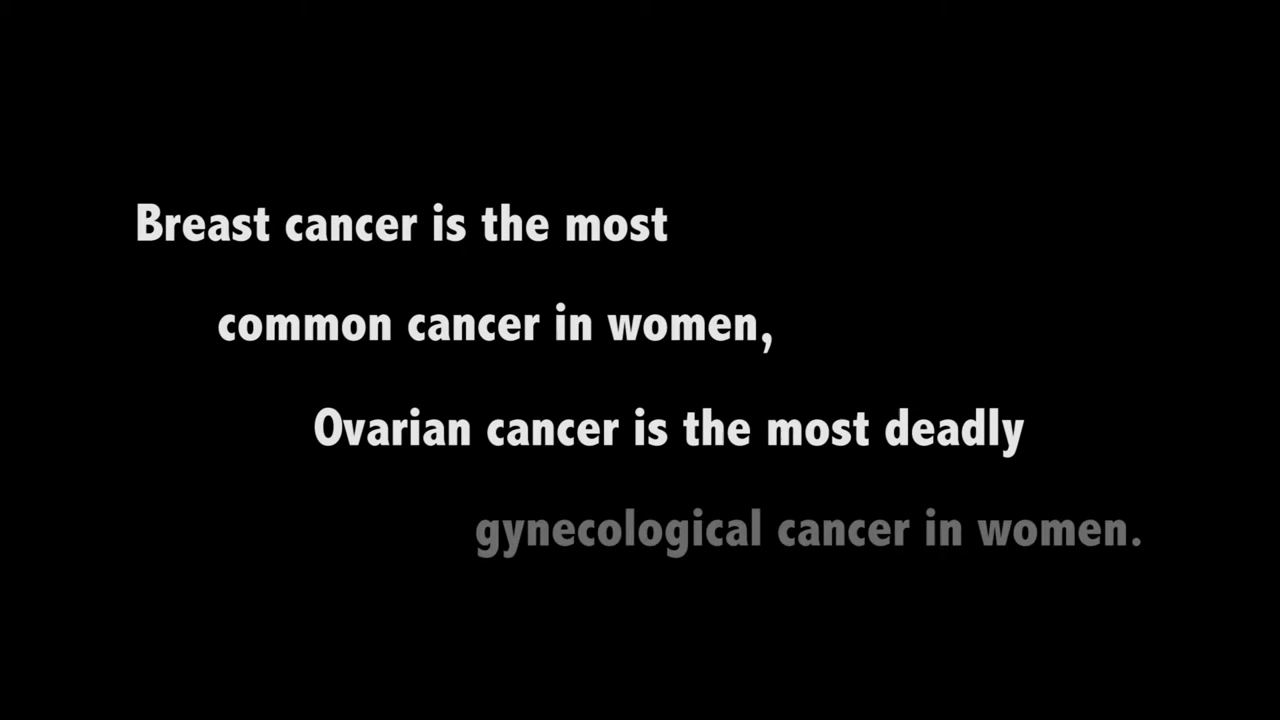 Breast cancer is the most
common cancer in women,
Ovarian cancer is the most deadly
gynecological cancer in women.